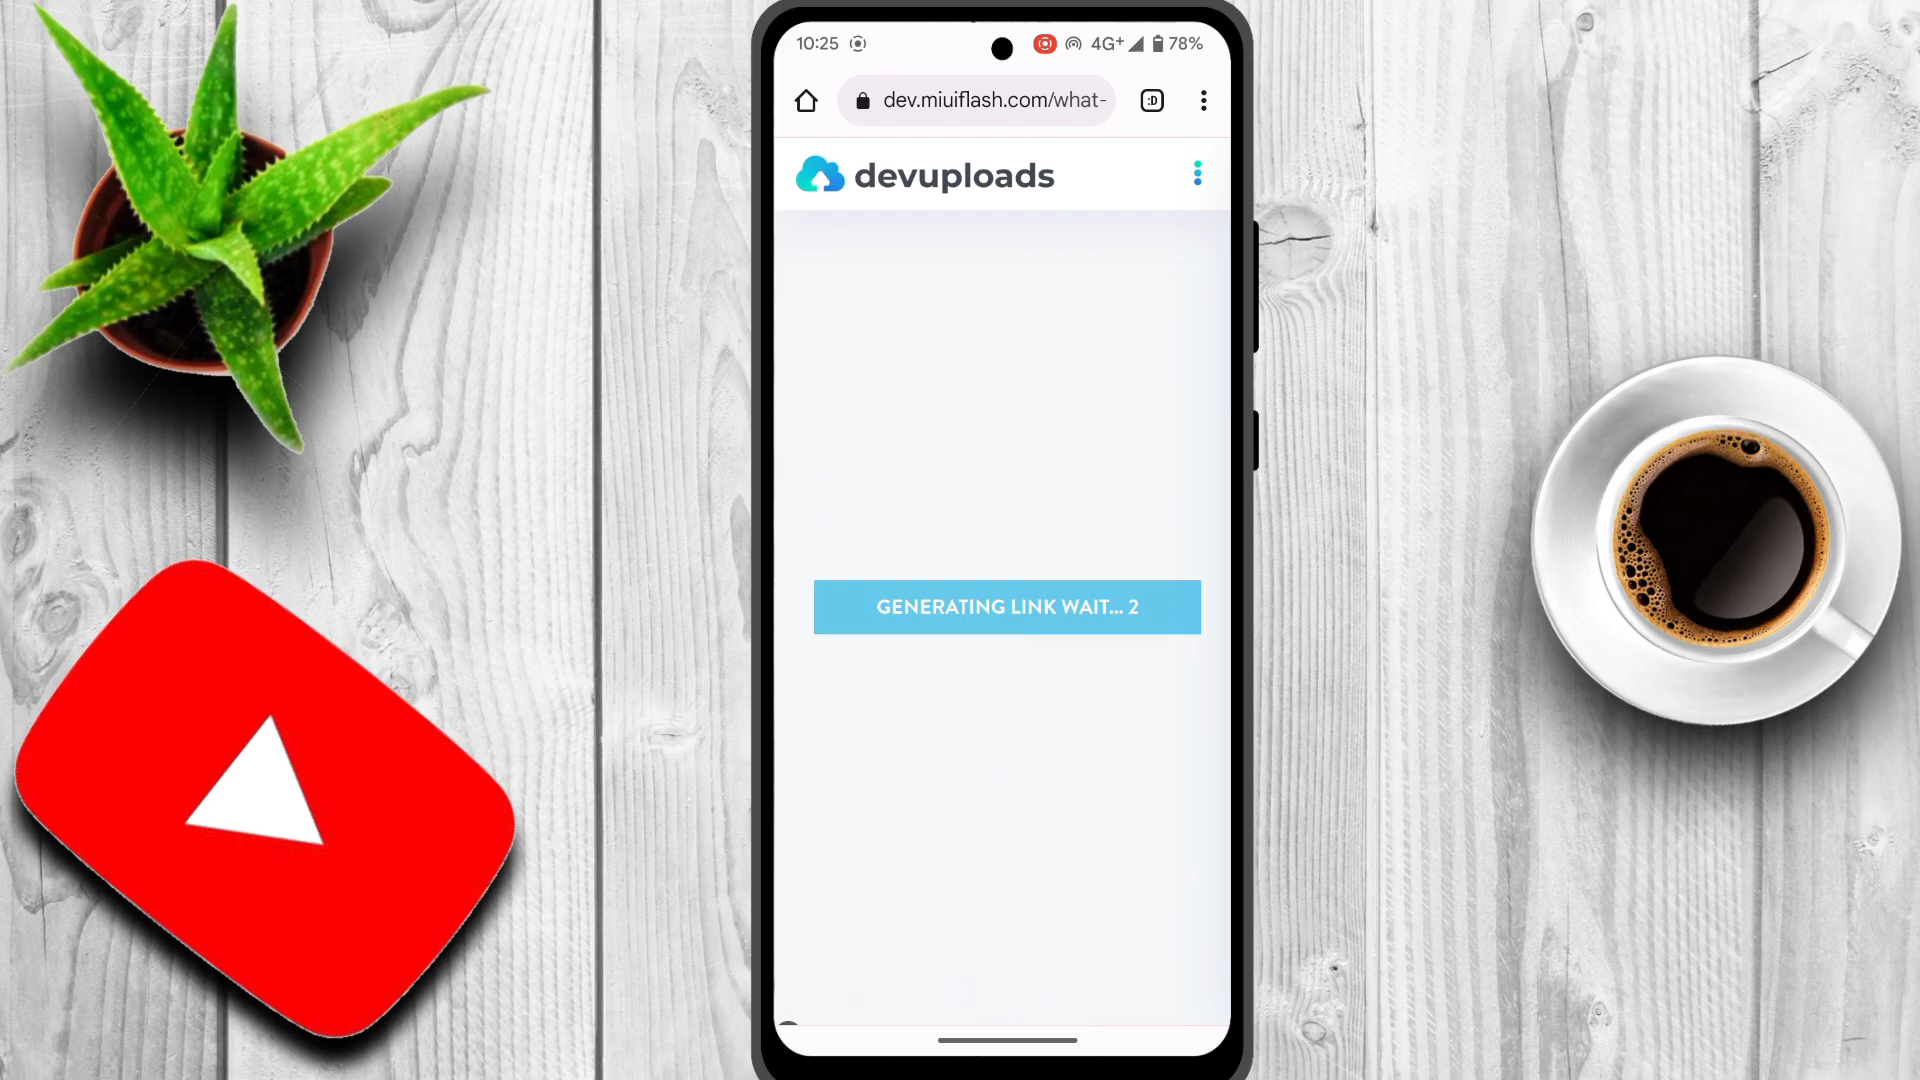 10:25 4G+ 78%
dev.miuiflash.com/what- :D
devuploads
GENERATING LINK WAIT... 2